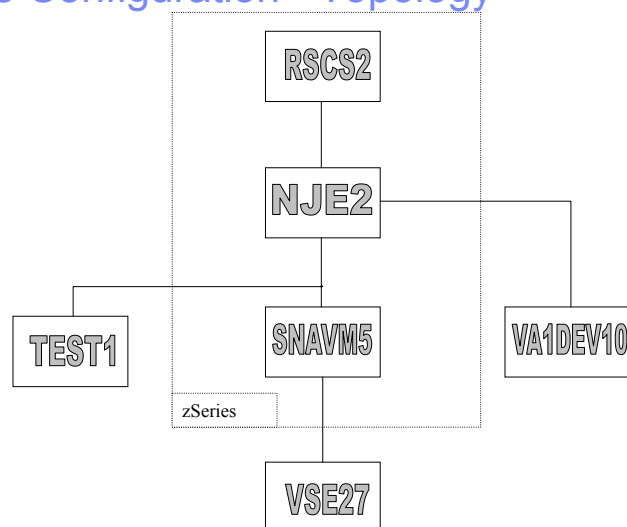 Configuration - Topology
RSCS2
NJE2
TEST1
SNAVM5
VA1DEV10
zSeries
VSE27